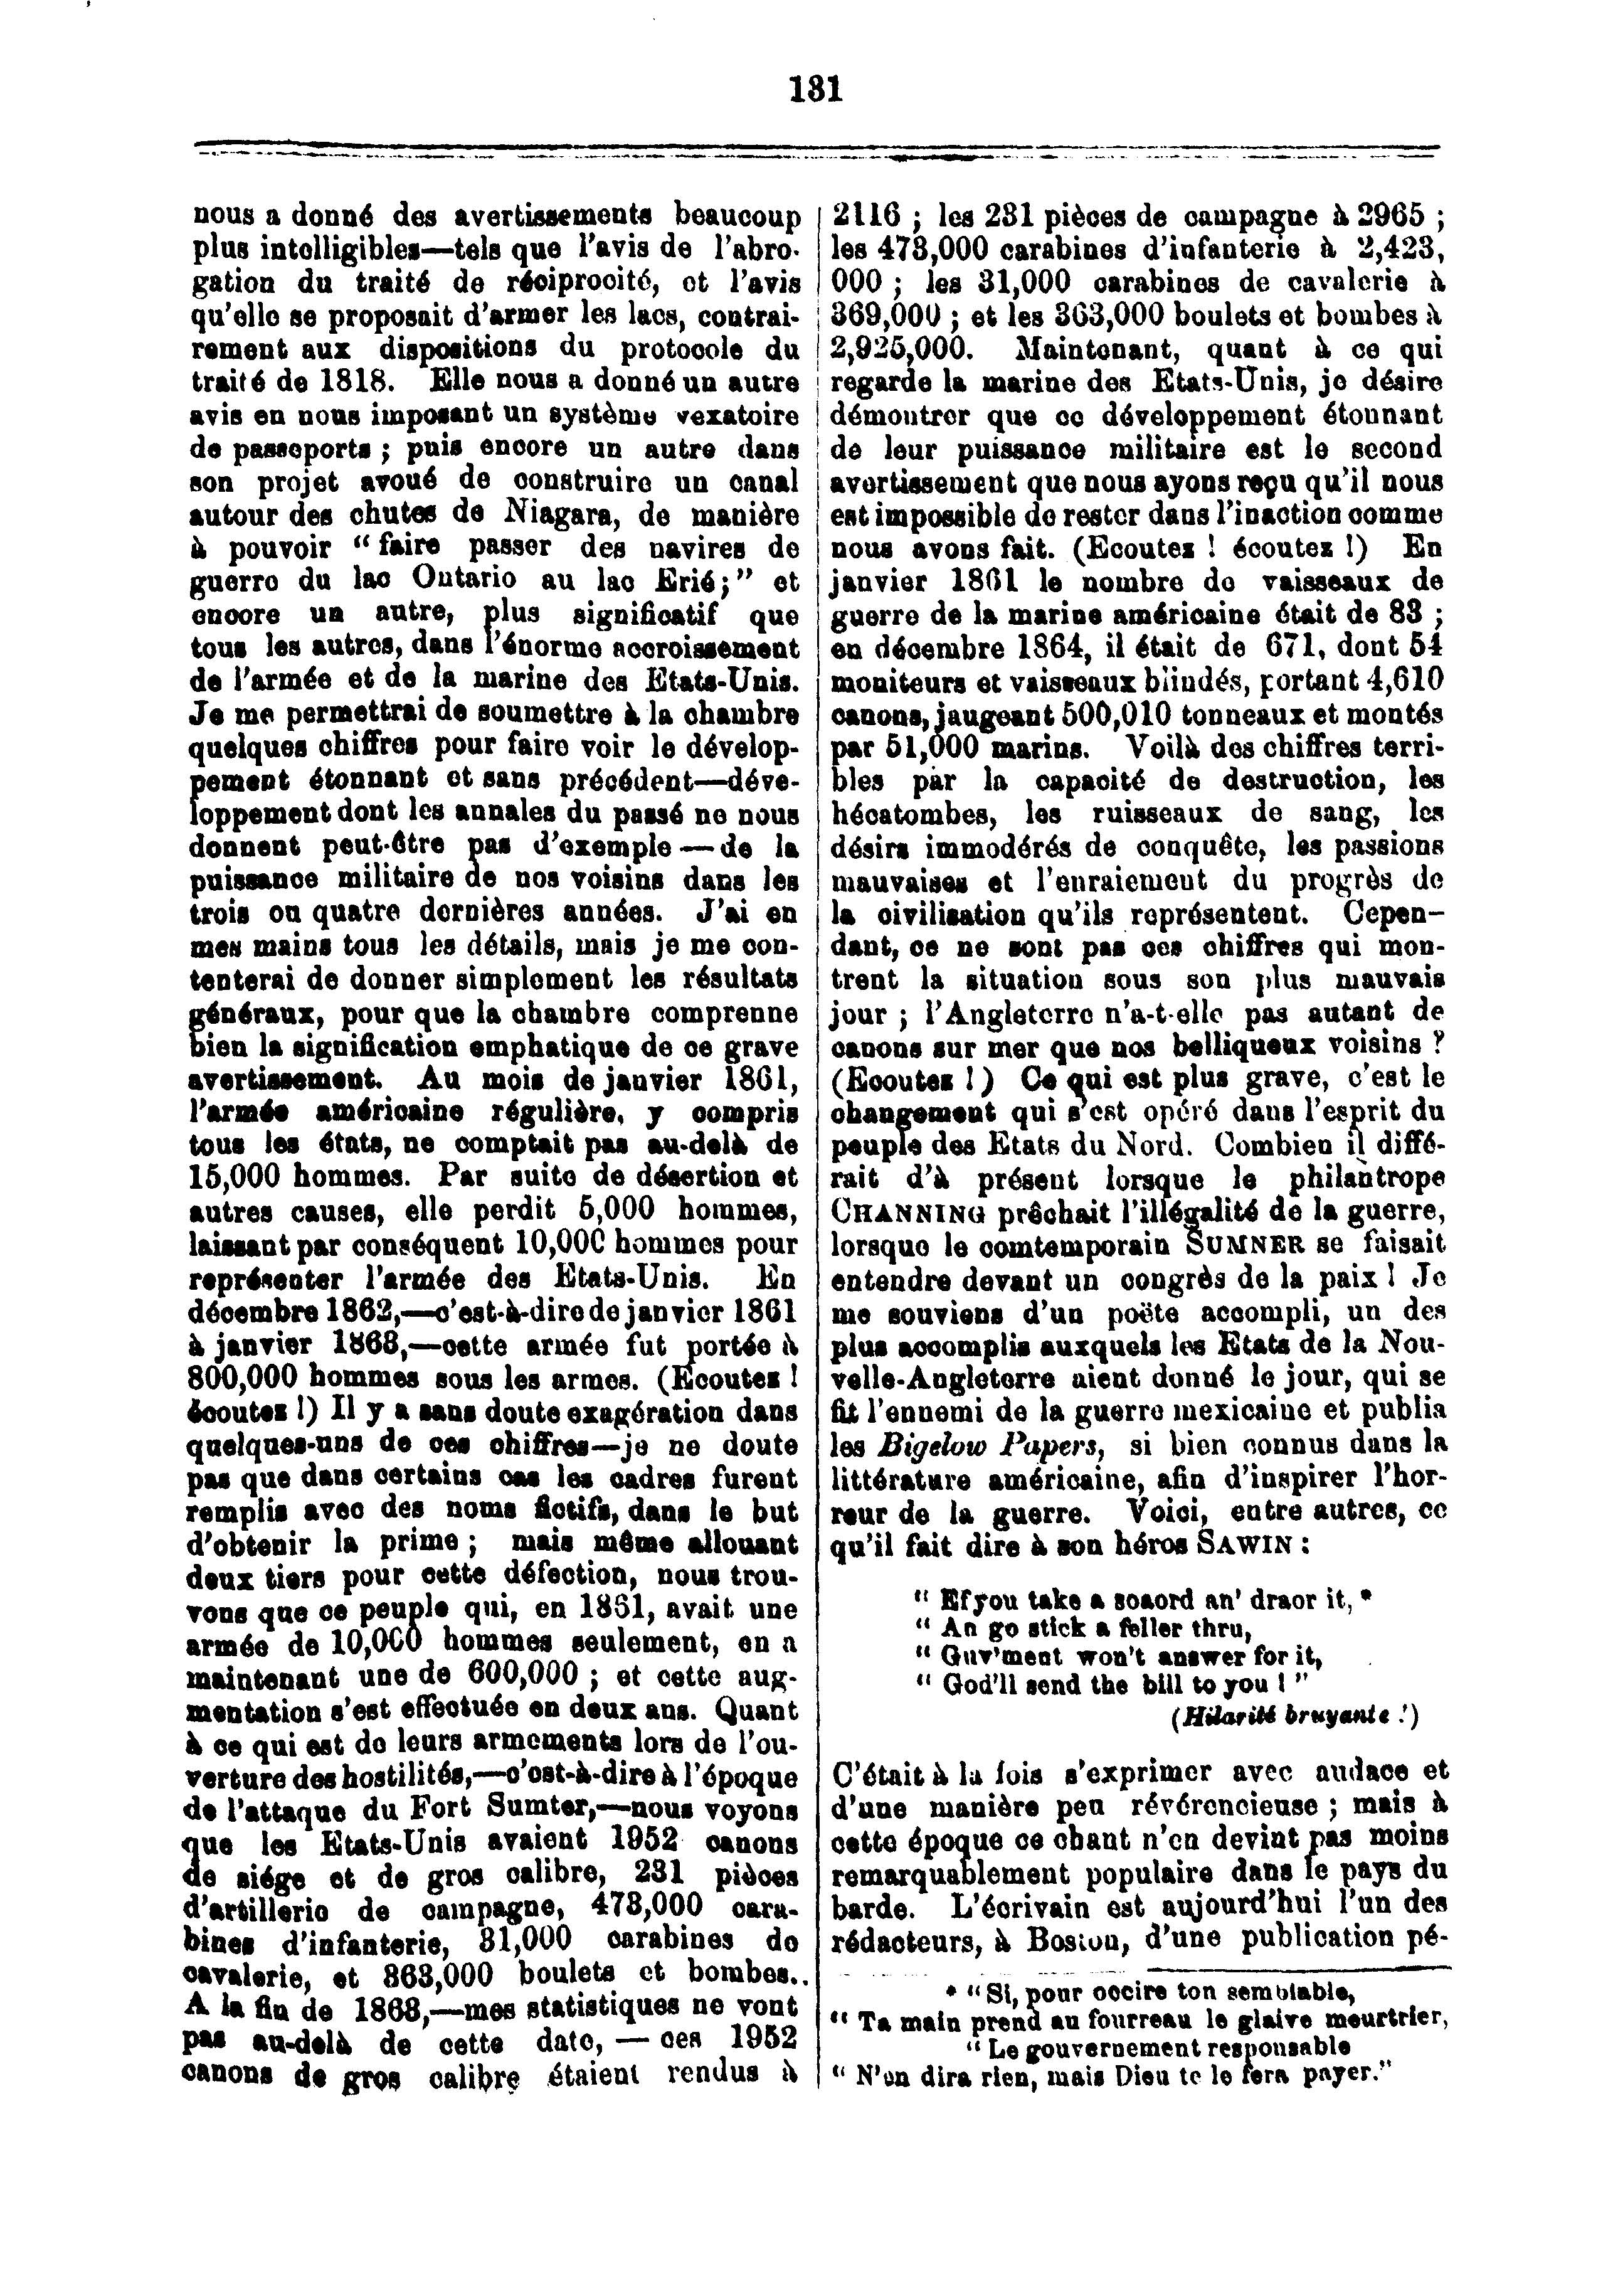 131
nous a donné des avertissements beaucoup
plus intelligibles—tels que l'avis de l'abro-
gation du traité de réciprocité, et l'avis
qu'elle se proposait d'armer les lacs, contrai-
rement aux dispositions du protocole du
traité de 1818. Elle nous a donné un autre
avis en nous imposant un système vexatoire
de passeports ; puis encore un autre dans
son projet avoué de construire un canal
autour des chutes de Niagara, de manière
à pouvoir “ faire passer des navires de
guerre du lac Ontario au lac Erié ; ” et
encore un autre, plus significatif que
tous les autres, dans l'énorme accroissement
de l'armée et de la marine des Etats-Unis.
Je me permettrai de soumettre à la chambre
quelques chiffres pour faire voir le dévelop-
pement étonnant et sans précédent—déve-
loppement dont les annales du passé ne nous
donnent peut-être pas d'exemple — de la
puissance militaire de nos voisins dans les
trois ou quatre dernières années. J'ai en
mes mains tous les détails, mais je me con-
tenterai de donner simplement les résultats
généraux, pour que la chambre comprenne
bien la signification emphatique de ce grave
avertissement. Au mois de janvier 1861,
l'armée américaine régulière, y compris
tous les états, ne comptait pas au-delà de
15,000 hommes. Par suite de désertion et
autres causes, elle perdit 5,000 hommes,
laissant par conséquent 10,000 hommes pour
représenter l'armée des Etats-Unis. En
décembre 1862,—c'est-à-dire de janvier 1861
à janvier 1863,—cette armée fut portée à
800,000 hommes sous les armes. (Ecoutez !
écoutez !) Il y a sans doute exagération dans
quelques-uns de ces chiffres—je ne doute
pas que dans certains cas les cadres furent
remplis avec des noms fictifs, dans le but
d'obtenir la prime ; mais même allouant
deux tiers pour cette défection, nous trou-
vons que ce peuple qui, en 1861, avait une
armée de 10,000 hommes seulement, en a
maintenant une de 600,000 ; et cette aug-
mentation s'est effectuée en deux ans. Quant
à ce qui est de leurs armements lors de l'ou-
verture des hostilités,—c'est-à-dire à l'époque
de l'attaque du Fort Sumter,—nous voyons
que les Etats-Unis avaient 1952 canons
de siége et de gros calibre, 231 pièces
d'artillerie de campagne, 473,000 cara-
bines d'infanterie, 31,000 carabines de
cavalerie, et 363,000 boulets et bombes..
A la fin de 1863,—mes statistiques ne vont
pas au-delà de cette date, — ces 1952
canons de gros calibre étaient rendus à
2116 ; les 231 pièces de campagne à 2965 ;
les 473,000 carabines d'infanterie à 2,423,
000 ; les 31,000 carabines de cavalerie à
369,000 ; et les 363,000 boulets et bombes à
2,925,000. Maintenant, quant à ce qui
regarde la marine des Etats-Unis, je désire
démontrer que ce développement étonnant
de leur puissance militaire est le second
avertissement que nous ayons reçu qu'il nous
est impossible de rester dans l'inaction comme
nous avons fait. (Ecoutez ! écoutez !) En
janvier 1861 le nombre de vaisseaux de
guerre de la marine américaine était de 83 ;
en décembre 1864, il était de 671, dont 54
moniteurs et vaisseaux blindés, portant 4,610
canons, jaugeant 500,010 tonneaux et montés
par 51,000 marins. Voilà des chiffres terri-
bles par la capacité de destruction, les
hécatombes, les ruisseaux de sang, les
désirs immodérés de conquête, les passions
mauvaises et l'enraiement du progrès de
la civilisation qu'ils représentent. Cepen-
dant, ce ne sont pas ces chiffres qui mon-
trent la situation sous son plus mauvais
jour ; l'Angleterre n'a-t-elle pas autant de
canons sur mer que nos belliqueux voisins ?
(Ecoutez !) Ce qui est plus grave, c'est le
changement qui s'est opéré dans l'esprit du
peuple des Etats du Nord. Combien il diffé-
rait d'à présent lorsque le philantrope
CHANNING prêchait l'illégalité de la guerre,
lorsque le comtemporain SUMNER se faisait
entendre devant un congrès de la paix ! Je
me souviens d'un poëte accompli, un des
plus accomplis auxquels les Etats de la Nou-
velle-Angleterre aient donné le jour, qui se
fit l'ennemi de la guerre mexicaine et publia
les Bigelow Papers, si bien connus dans la
littérature américaine, afin d'inspirer l'hor-
reur de la guerre. Voici, entre autres, ce
qu'il fait dire à son héros SAWIN :
“ Ef you take a soaord an' draor it, *
“ An go stick a feller thru,
“ Guv'ment won't answer for it,
“ God'll send the bill to you ! ”
(Hilarité bruyante !)
C'était à la fois s'exprimer avec audace et
d'une manière peu révérencieuse ; mais à
cette époque ce chant n'en devint pas moins
remarquablement populaire dans le pays du
barde. L'écrivain est aujourd'hui l'un des
rédacteurs, à Boston, d'une publication pé-
* “ Si, pour occire ton semblable,
“ Ta main prend au fourreau le glaive meurtrier,
“ Le gouvernement responsable
“ N'en dira rien, mais Dieu te le fera payer.”